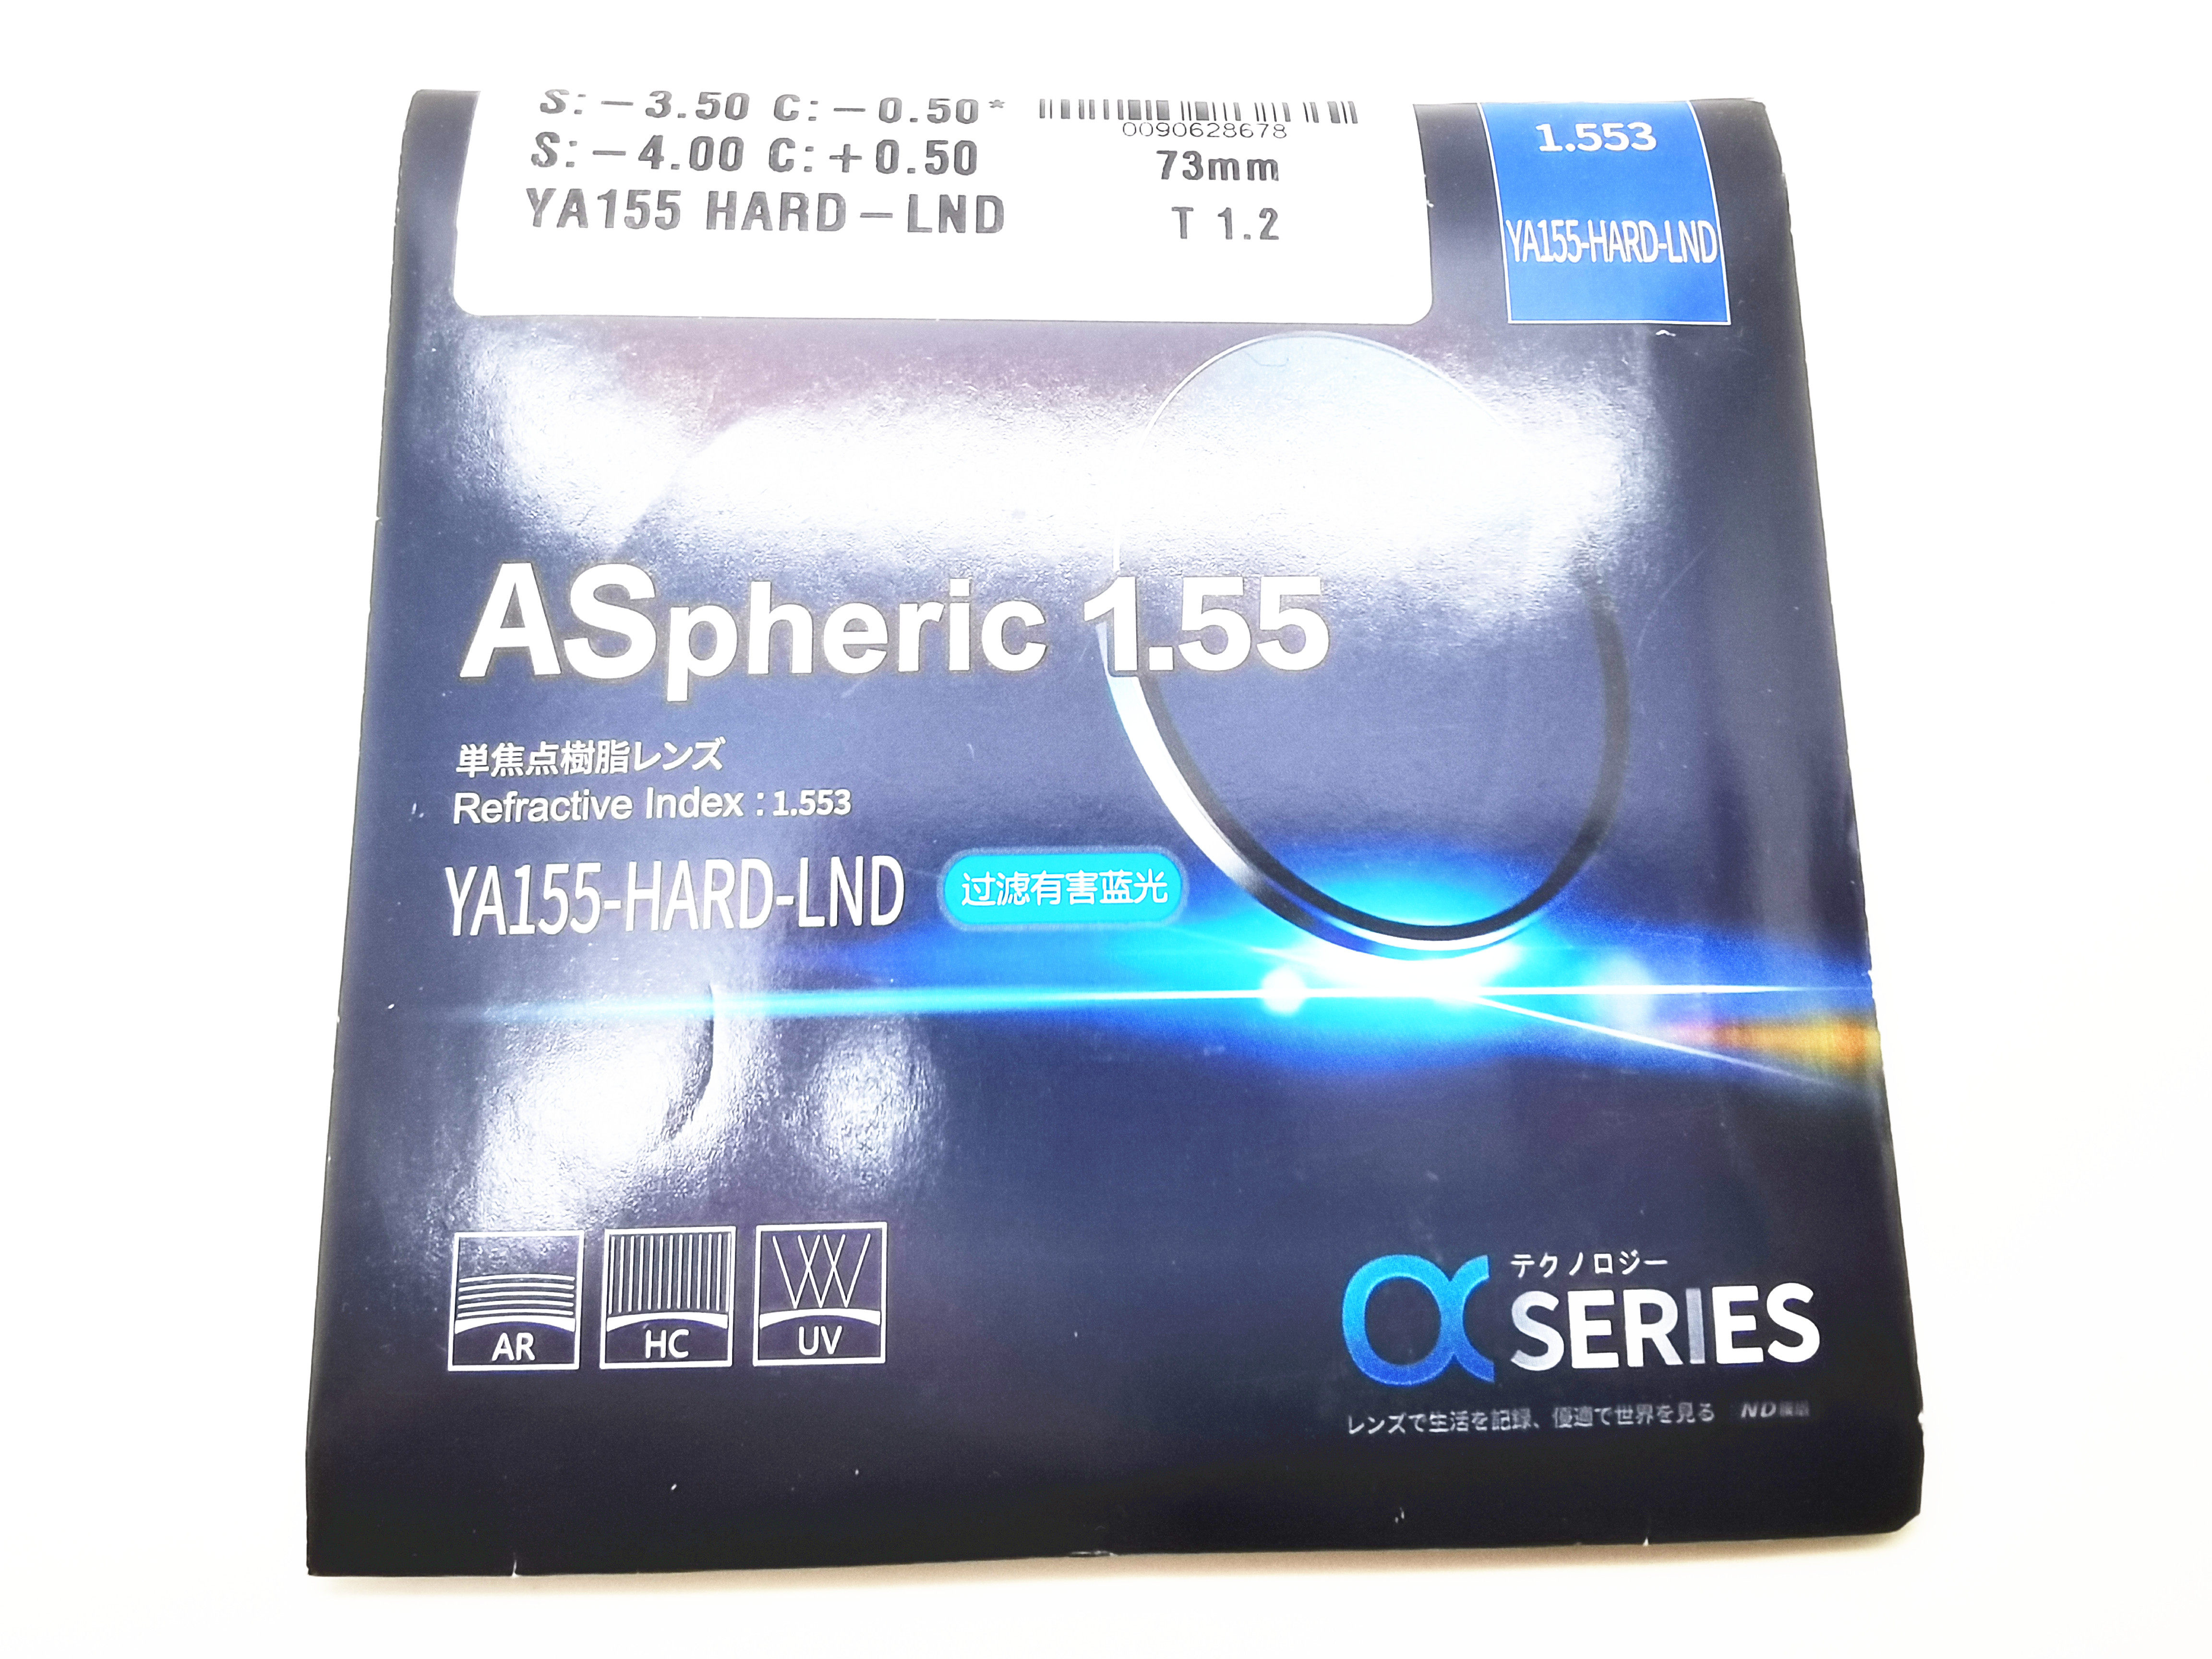 S:－3.50 C:－0.50*
0090628678
S:－4.00 C:＋0.50
73mm
YA155 HARD－LND
T 1.2
1.553
YA155-HARD-LND
ASpheric 1.55
単焦点樹脂レンズ
Refractive Index : 1.553
YA155-HARD-LND
过滤有害蓝光
AR
HC
UV
テクノロジー
α SERIES
レンズで生活を記録、優適で世界を見る ND